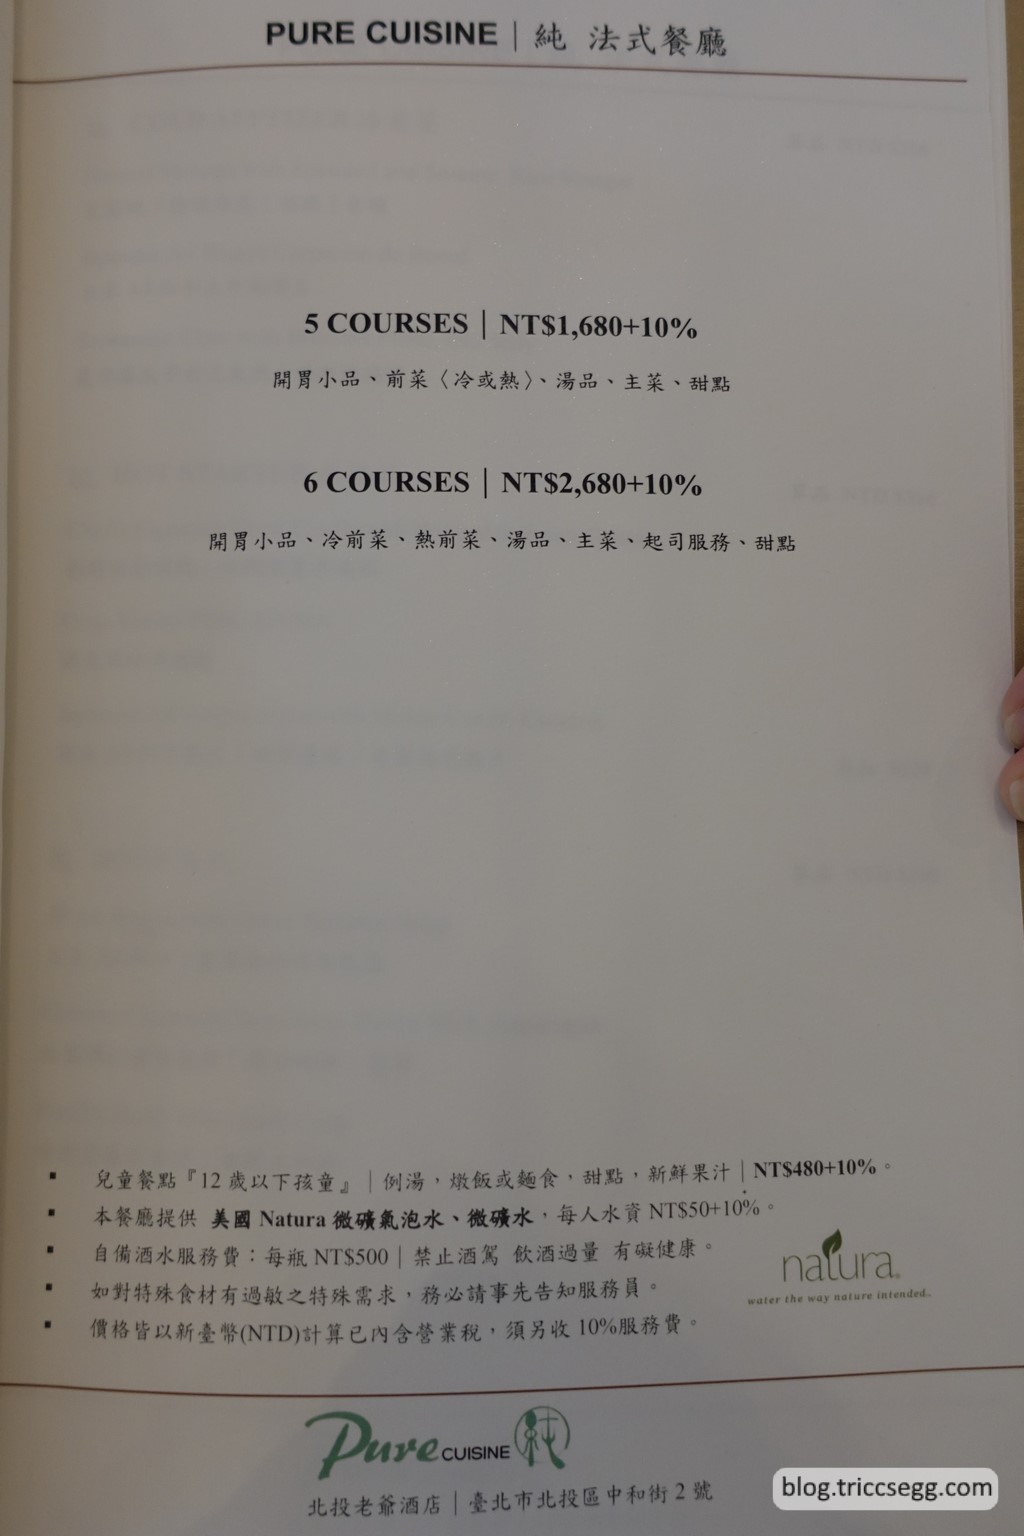 PURE CUISINE | 純 法式餐廳
5 COURSES | NT$1,680+10%
開胃小品、前菜〈冷或熱〉、湯品、主菜、甜點
6 COURSES | NT$2,680+10%
開胃小品、冷前菜、熱前菜、湯品、主菜、起司服務、甜點
▪ 兒童餐點『12 歲以下孩童』｜例湯，燉飯或麵食，甜點，新鮮果汁 | NT$480+10%。
▪ 本餐廳提供 美國 Natura 微礦氣泡水、微礦水，每人水資 NT$50+10%。
▪ 自備酒水服務費：每瓶 NT$500 | 禁止酒駕 飲酒過量 有礙健康。
▪ 如對特殊食材有過敏之特殊需求，務必請事先告知服務員。
▪ 價格皆以新臺幣(NTD)計算已內含營業稅，須另收 10%服務費。
natura®
water the way nature intended..
Pure CUISINE 純
北投老爺酒店｜臺北市北投區中和街 2 號
blog.triccsegg.com